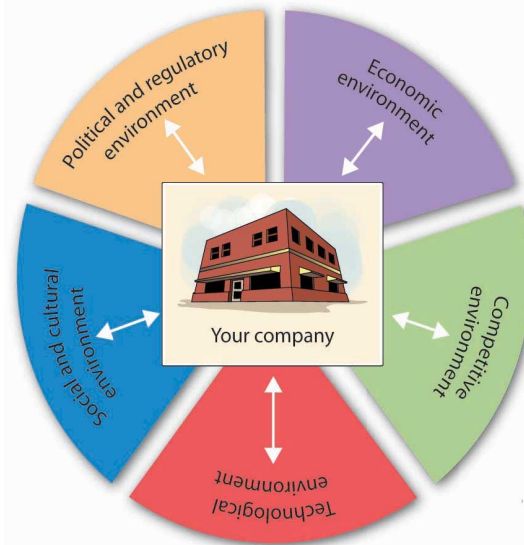 Political and regulatory
environment
Economic
environment
Competitive
environment
Technological
environment
Social and cultural
environment
Your company